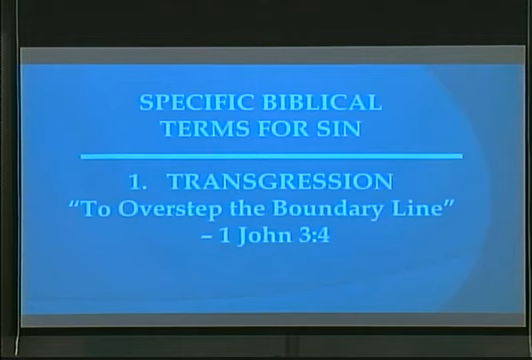 SPECIFIC BIBLICAL
TERMS FOR SIN
1. TRANSGRESSION
“To Overstep the Boundary Line”
– 1 John 3:4